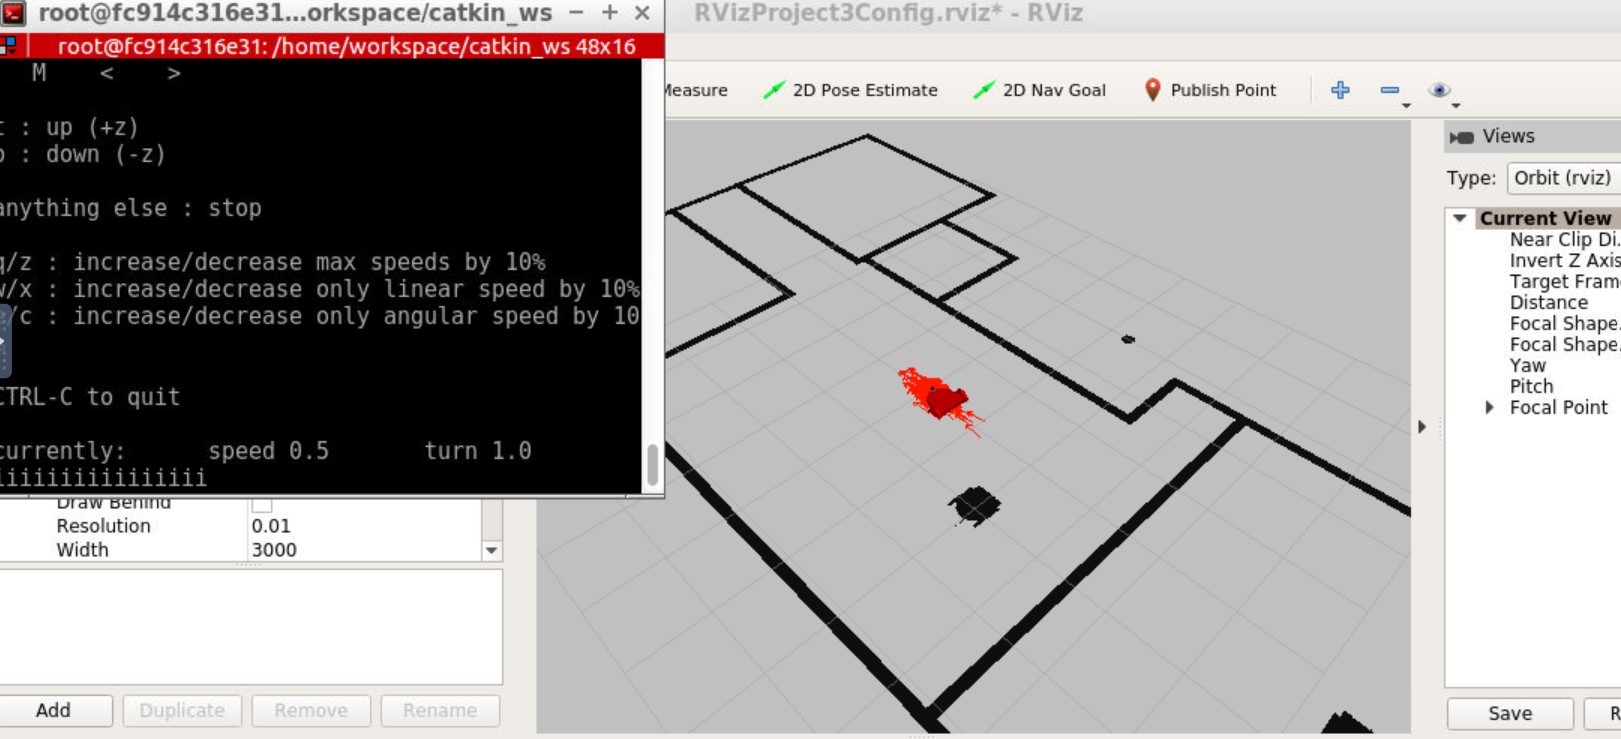 root@fc914c316e31...orkspace/catkin_ws
RVizProject3Config.rviz* - RViz
root@fc914c316e31: /home/workspace/catkin_ws 48x16
M < >
: up (+z)
: down (-z)
anything else : stop
q/z : increase/decrease max speeds by 10%
w/x : increase/decrease only linear speed by 10%
/c : increase/decrease only angular speed by 10
CTRL-C to quit
currently: speed 0.5 turn 1.0
iiiiiiiiiiiiiiii
Measure
2D Pose Estimate
2D Nav Goal
Publish Point
Views
Type: Orbit (rviz)
Current View
Near Clip Di...
Invert Z Axis
Target Fram
Distance
Focal Shape...
Focal Shape...
Yaw
Pitch
Focal Point
Draw Behind
Resolution 0.01
Width 3000
Add
Duplicate
Remove
Rename
Save
R